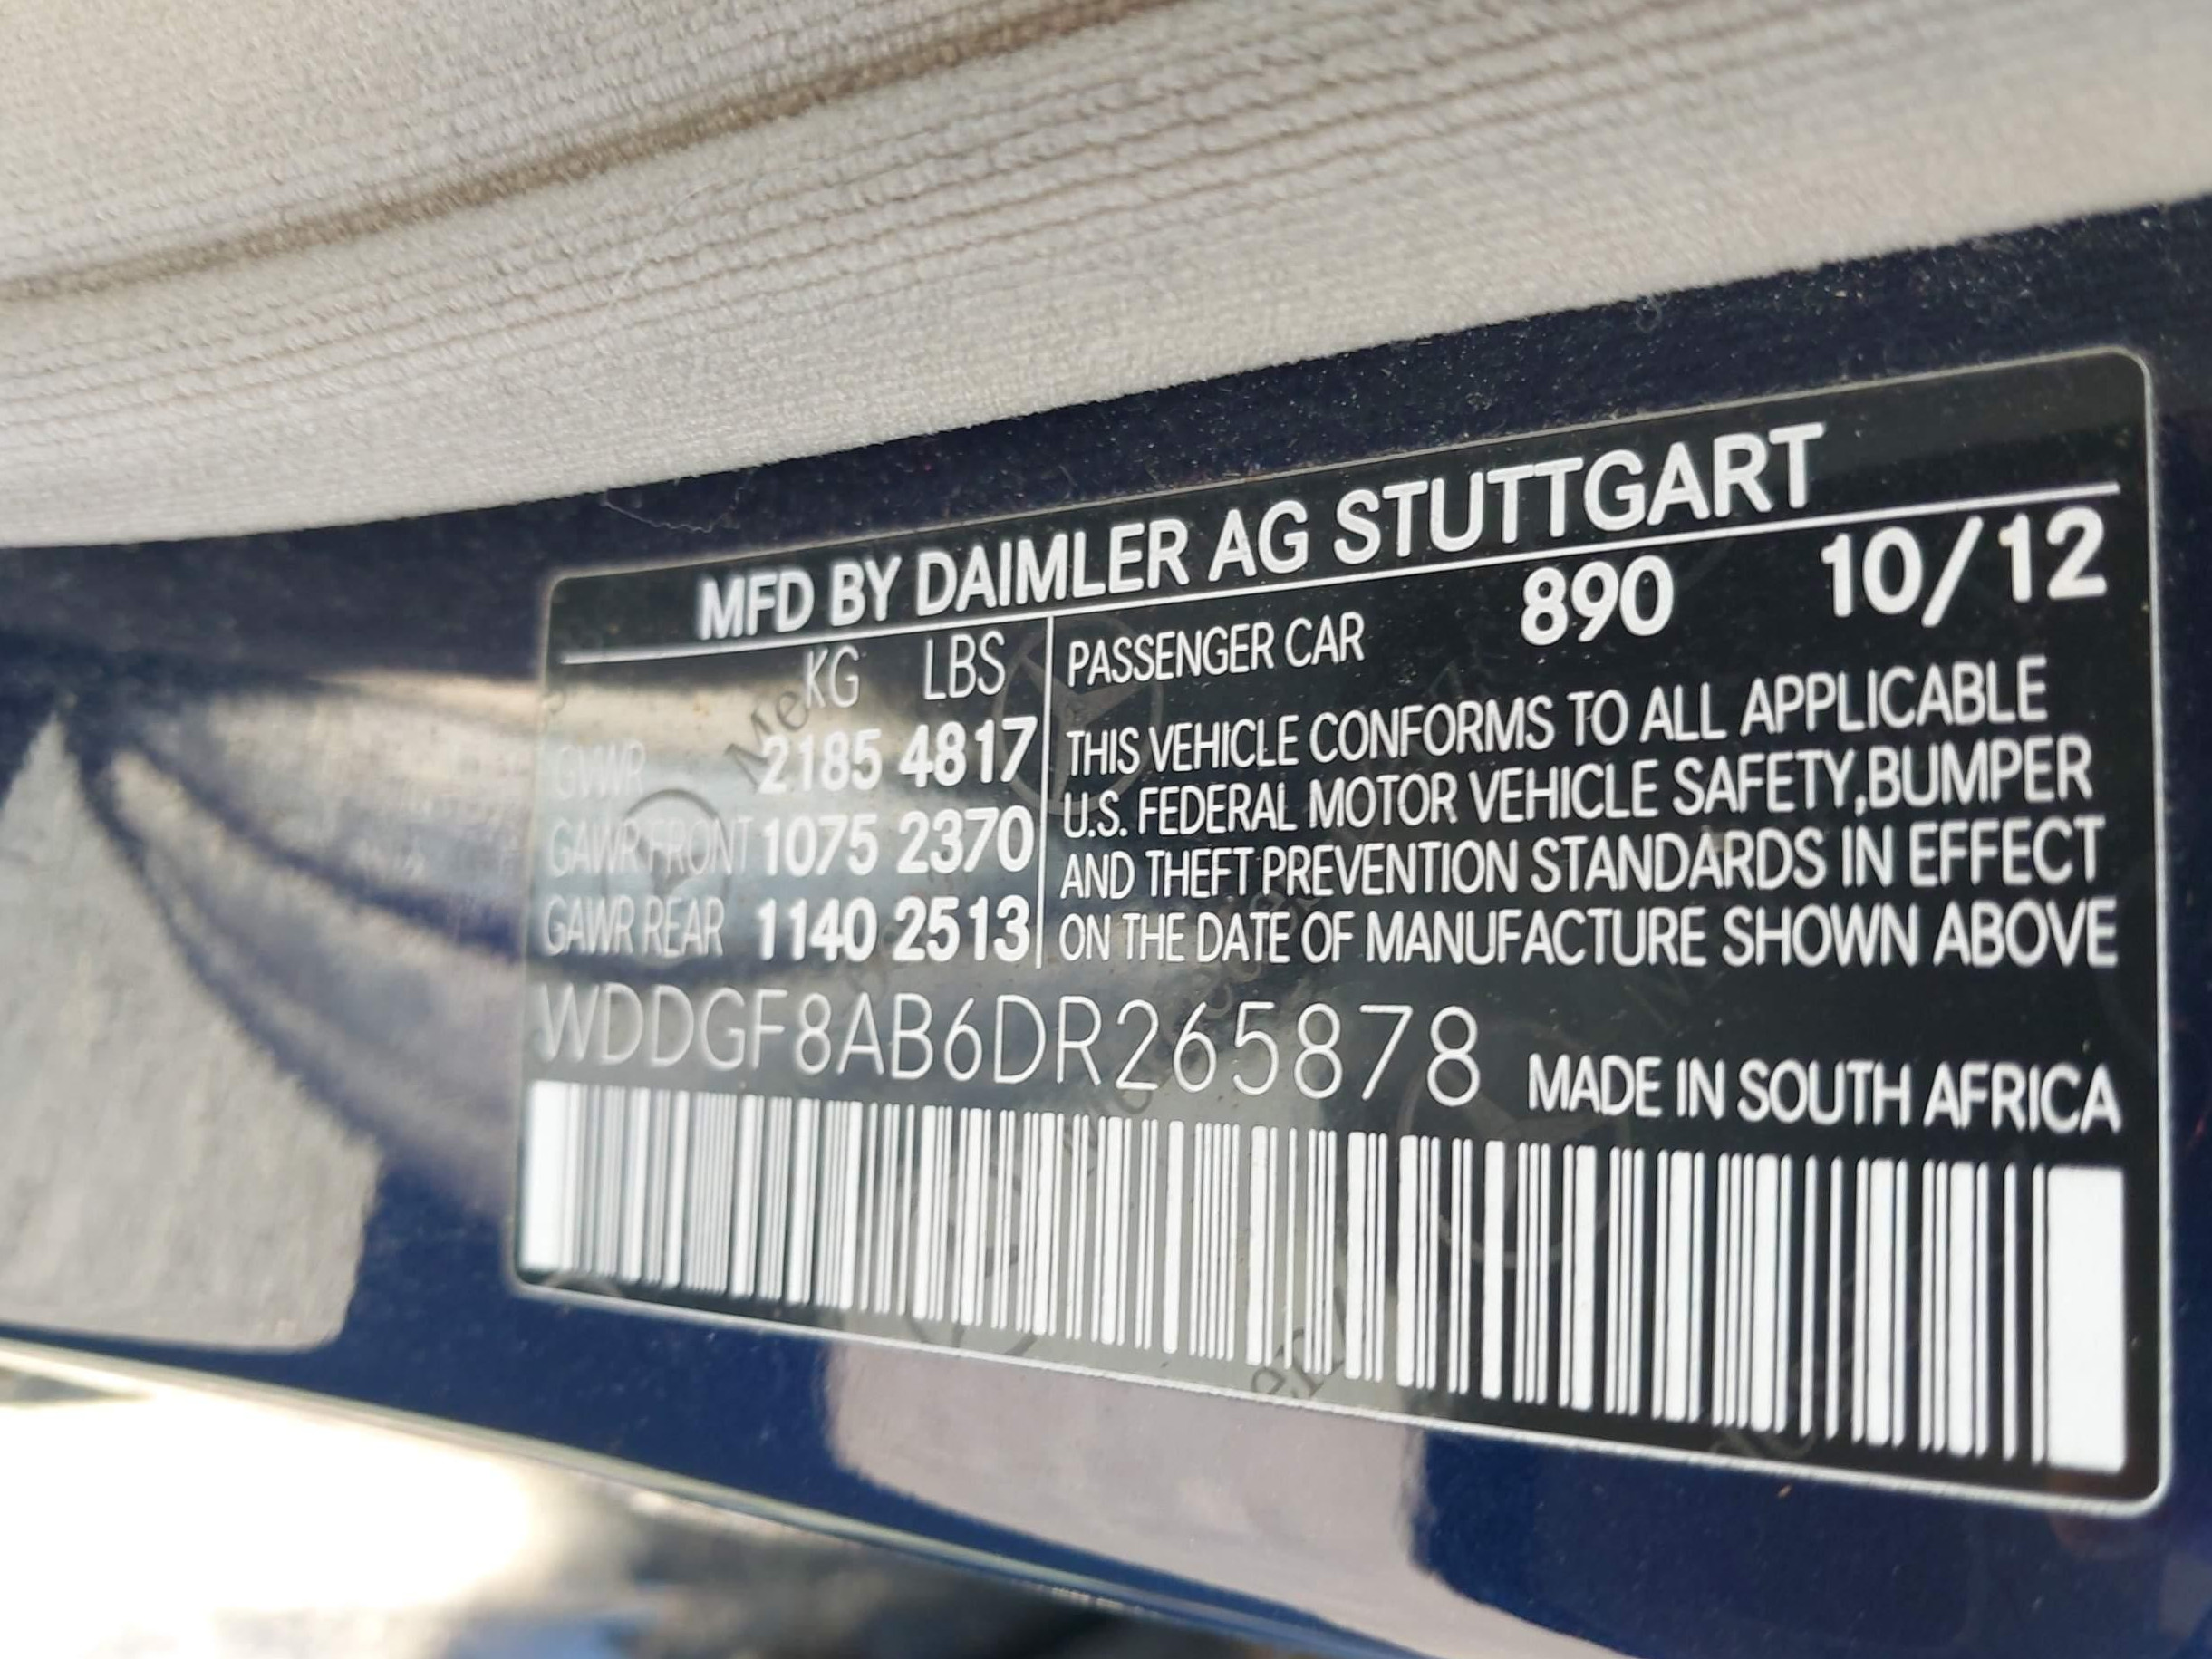 MFD BY DAIMLER AG STUTTGART
KG LBS
GVWR 2185 4817
GAWR FRONT 1075 2370
GAWR REAR 1140 2513
PASSENGER CAR 890 10/12
THIS VEHICLE CONFORMS TO ALL APPLICABLE
U.S. FEDERAL MOTOR VEHICLE SAFETY,BUMPER
AND THEFT PREVENTION STANDARDS IN EFFECT
ON THE DATE OF MANUFACTURE SHOWN ABOVE
WDDGF8AB6DR265878 MADE IN SOUTH AFRICA